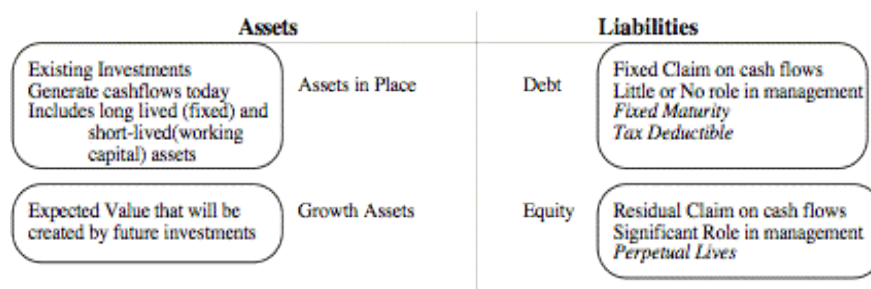 Assets
Liabilities
Existing Investments
Generate cashflows today
Includes long lived (fixed) and
short-lived(working
capital) assets
Assets in Place
Debt
Fixed Claim on cash flows
Little or No role in management
Fixed Maturity
Tax Deductible
Expected Value that will be
created by future investments
Growth Assets
Equity
Residual Claim on cash flows
Significant Role in management
Perpetual Lives